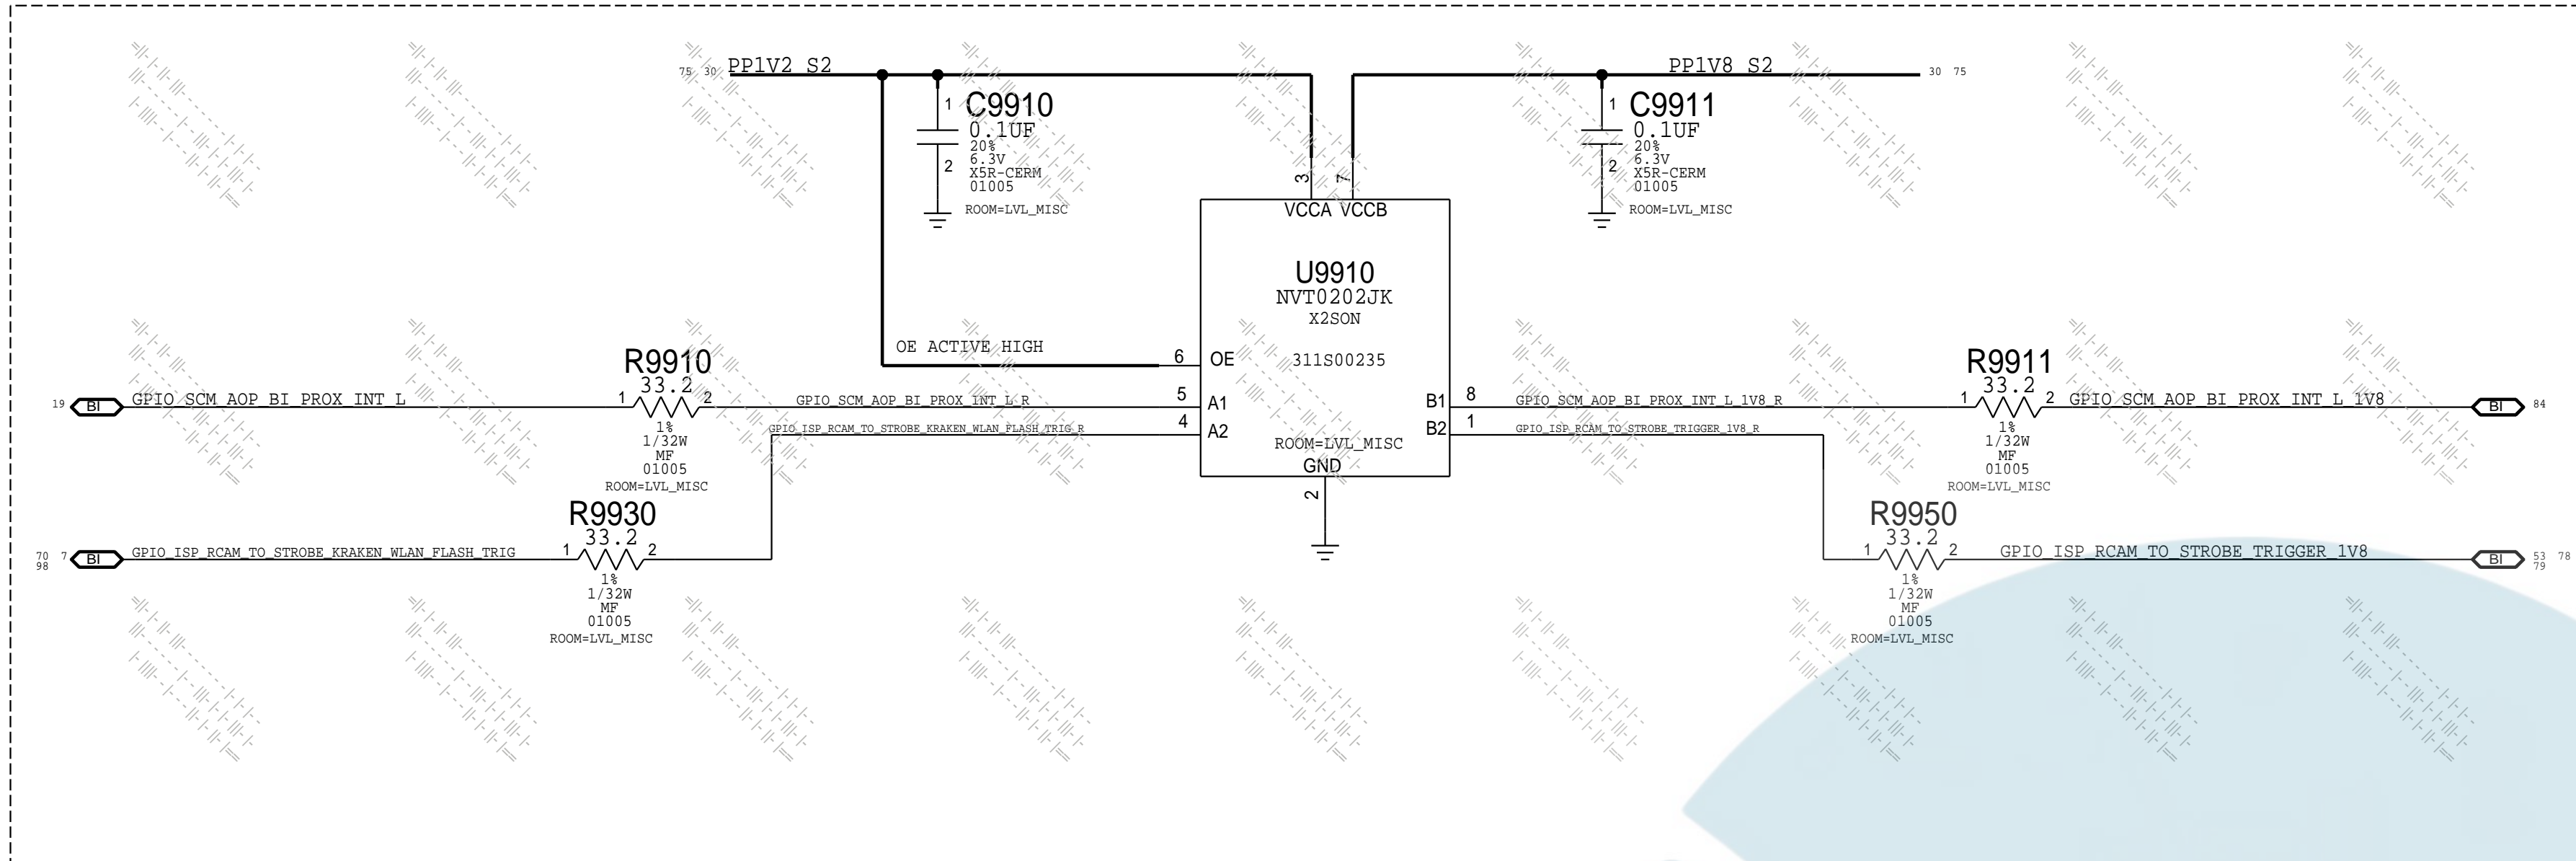 75 30 PP1V2_S2
PP1V8_S2 30 75
1 C9910
0.1UF
20%
6.3V
2
X5R-CERM
01005
ROOM=LVL_MISC
1 C9911
0.1UF
20%
6.3V
2
X5R-CERM
01005
ROOM=LVL_MISC
3 7
VCCA VCCB
U9910
NVT0202JK
X2SON
311S00235
OE ACTIVE HIGH
6 OE
5 A1
4 A2
B1 8
B2 1
ROOM=LVL_MISC
GND
2
19 BI GPIO_SCM_AOP_BI_PROX_INT_L
R9910
33.2
1 2
1%
1/32W
MF
01005
ROOM=LVL_MISC
GPIO_SCM_AOP_BI_PROX_INT_L_R
GPIO_ISP_RCAM_TO_STROBE_KRAKEN_WLAN_FLASH_TRIG_R
GPIO_SCM_AOP_BI_PROX_INT_L_1V8_R
GPIO_ISP_RCAM_TO_STROBE_TRIGGER_1V8_R
R9911
33.2
1 2
1%
1/32W
MF
01005
ROOM=LVL_MISC
GPIO_SCM_AOP_BI_PROX_INT_L_1V8 BI 84
70 7
98
BI GPIO_ISP_RCAM_TO_STROBE_KRAKEN_WLAN_FLASH_TRIG
R9930
33.2
1 2
1%
1/32W
MF
01005
ROOM=LVL_MISC
R9950
33.2
1 2
1%
1/32W
MF
01005
ROOM=LVL_MISC
GPIO_ISP_RCAM_TO_STROBE_TRIGGER_1V8 BI
53 78
79